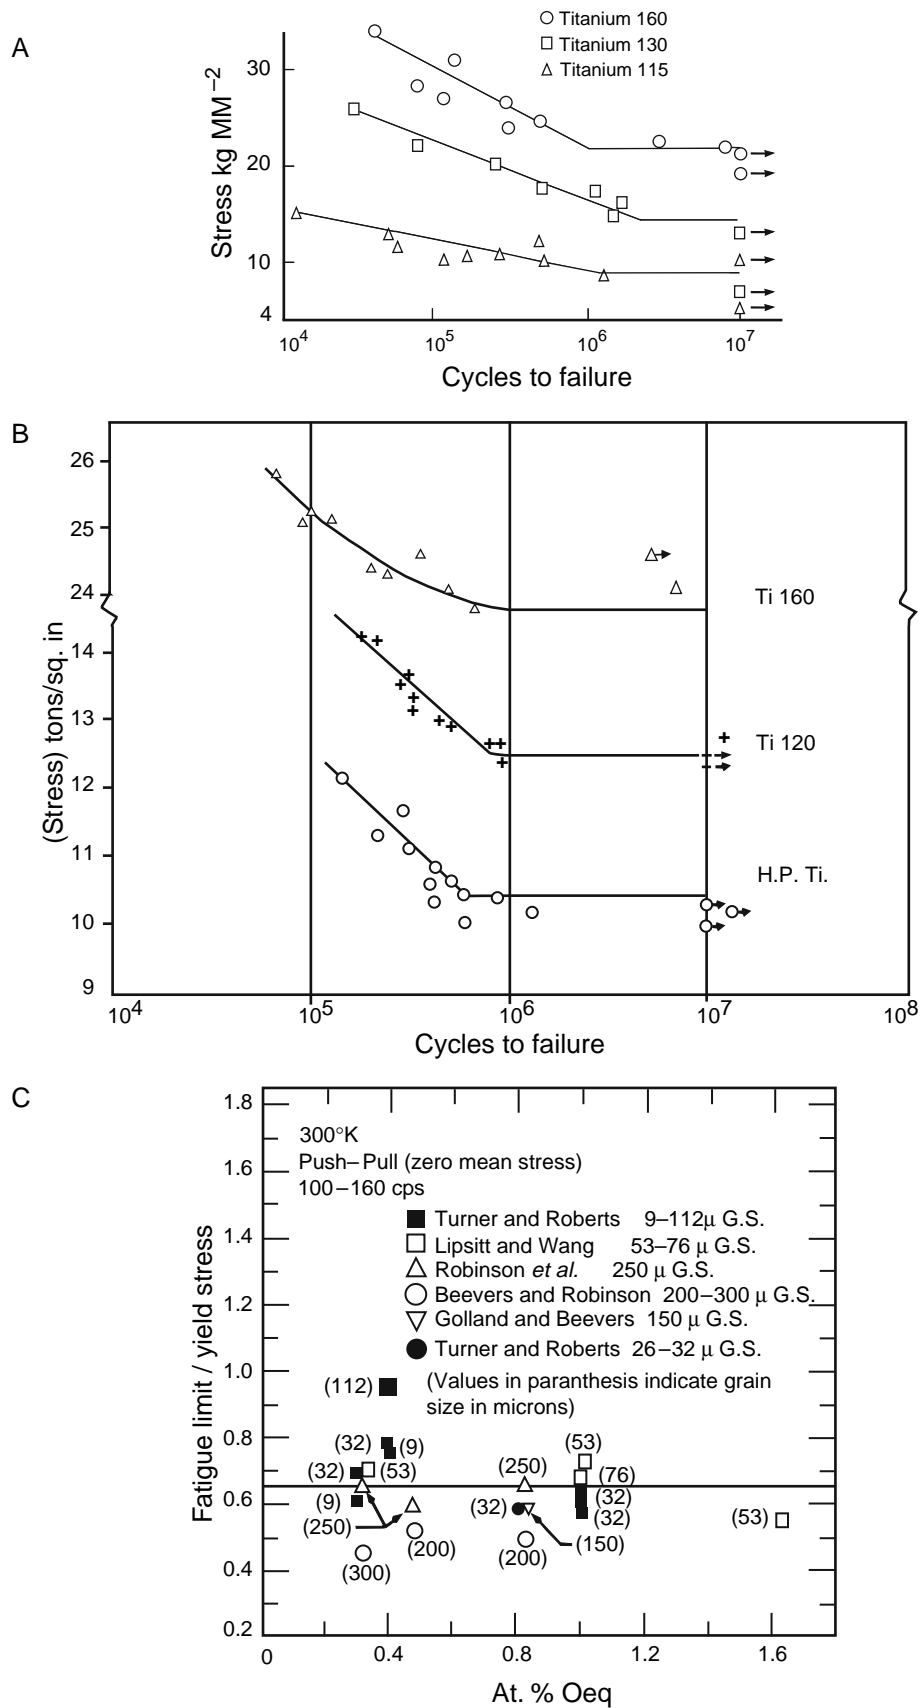 A
Titanium 160
Titanium 130
Titanium 115
Stress kg MM−2
30
20
10
4
10^4
10^5
10^6
10^7
Cycles to failure
B
(Stress) tons/sq. in
26
25
24
14
13
12
11
10
9
Ti 160
Ti 120
H.P. Ti.
10^4
10^5
10^6
10^7
10^8
Cycles to failure
C
Fatigue limit / yield stress
1.8
1.6
1.4
1.2
1.0
0.8
0.6
0.4
0.2
300°K
Push–Pull (zero mean stress)
100–160 cps
Turner and Roberts 9–112μ G.S.
Lipsitt and Wang 53–76 μ G.S.
Robinson et al. 250 μ G.S.
Beevers and Robinson 200–300 μ G.S.
Golland and Beevers 150 μ G.S.
Turner and Roberts 26–32 μ G.S.
(Values in paranthesis indicate grain
size in microns)
(112)
(32)
(9)
(53)
(32)
(53)
(250)
(76)
(9)
(32)
(32)
(250)
(32)
(53)
(200)
(200)
(150)
(300)
0
0.4
0.8
1.2
1.6
At. % Oeq